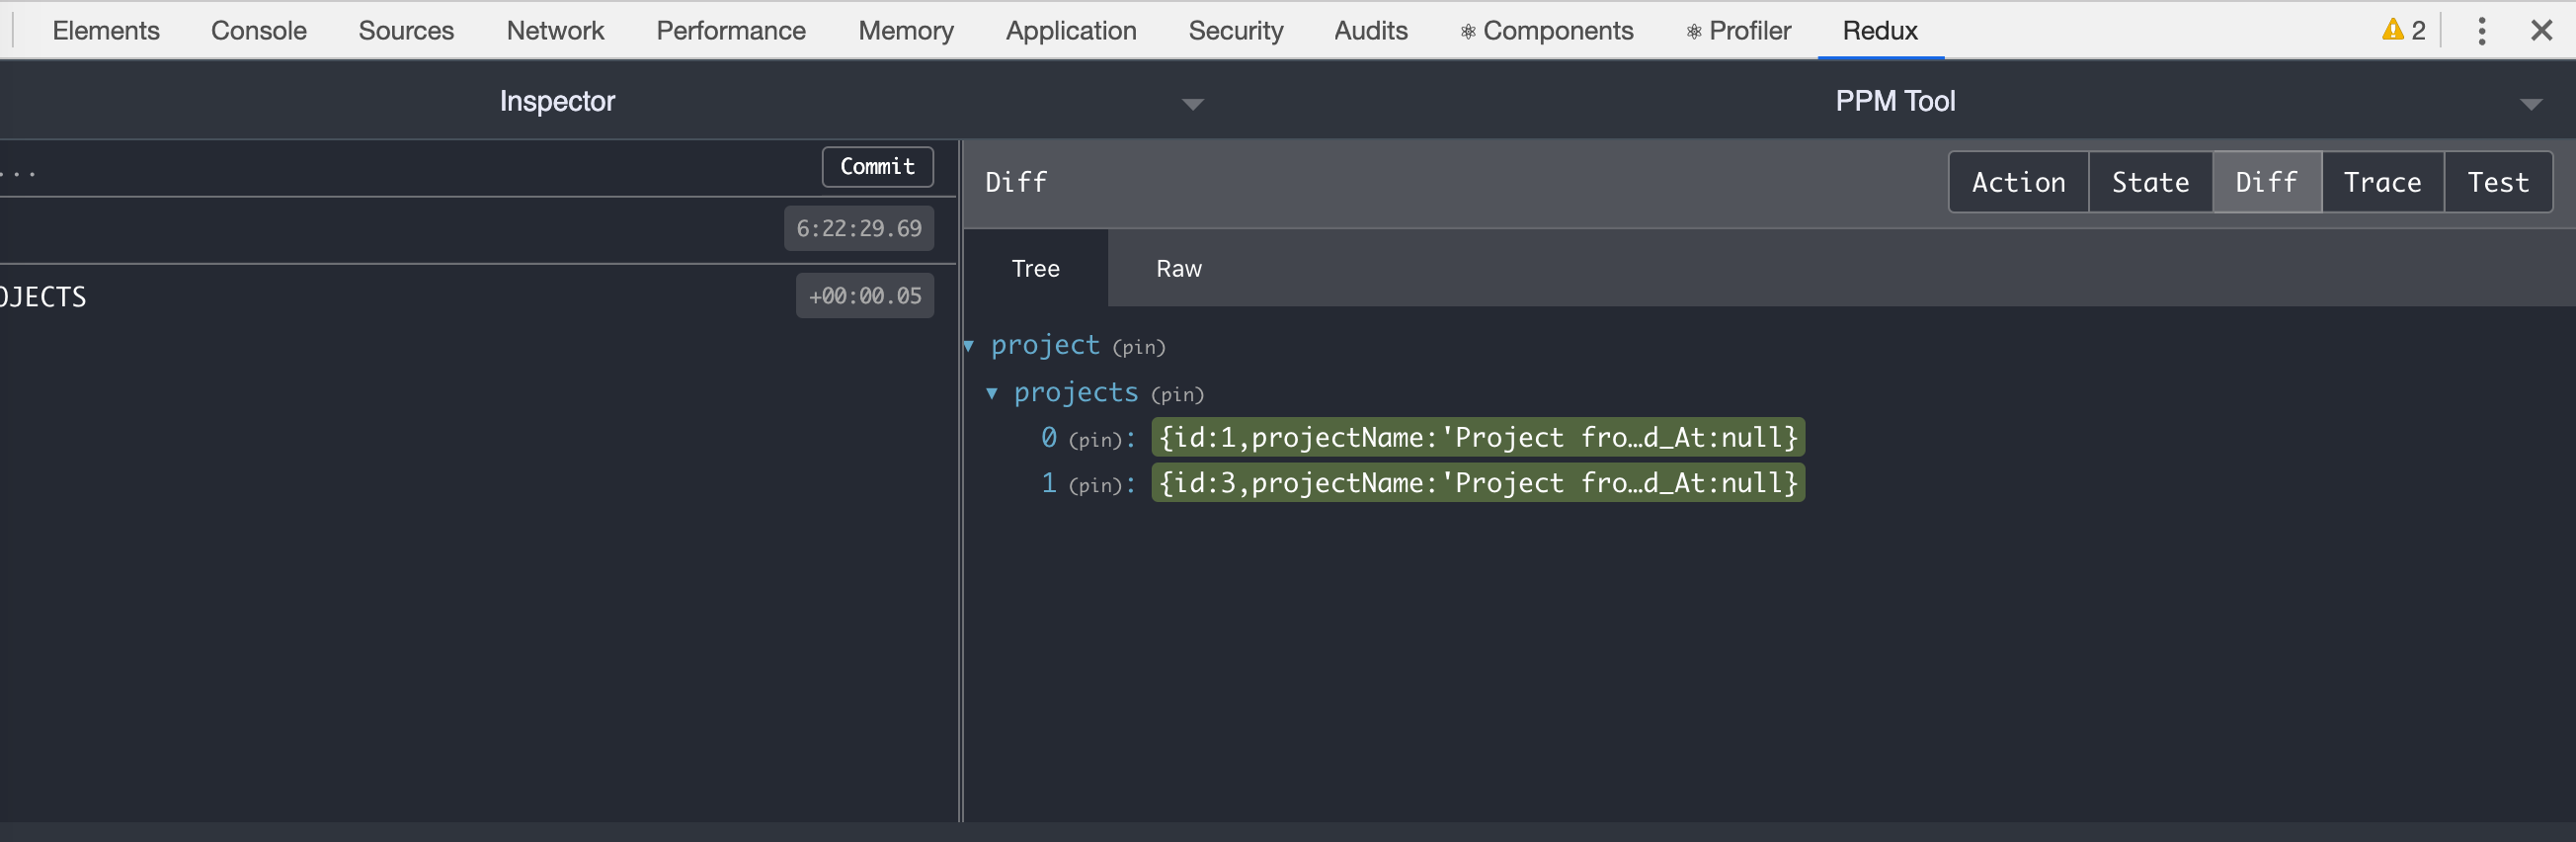 Elements Console Sources Network Performance Memory Application Security Audits Components Profiler Redux 2
Inspector PPM Tool
... Commit
Diff Action State Diff Trace Test
6:22:29.69
Tree Raw
OJECTS +00:00.05
project (pin)
projects (pin)
0 (pin): {id:1,projectName:'Project fro…d_At:null}
1 (pin): {id:3,projectName:'Project fro…d_At:null}